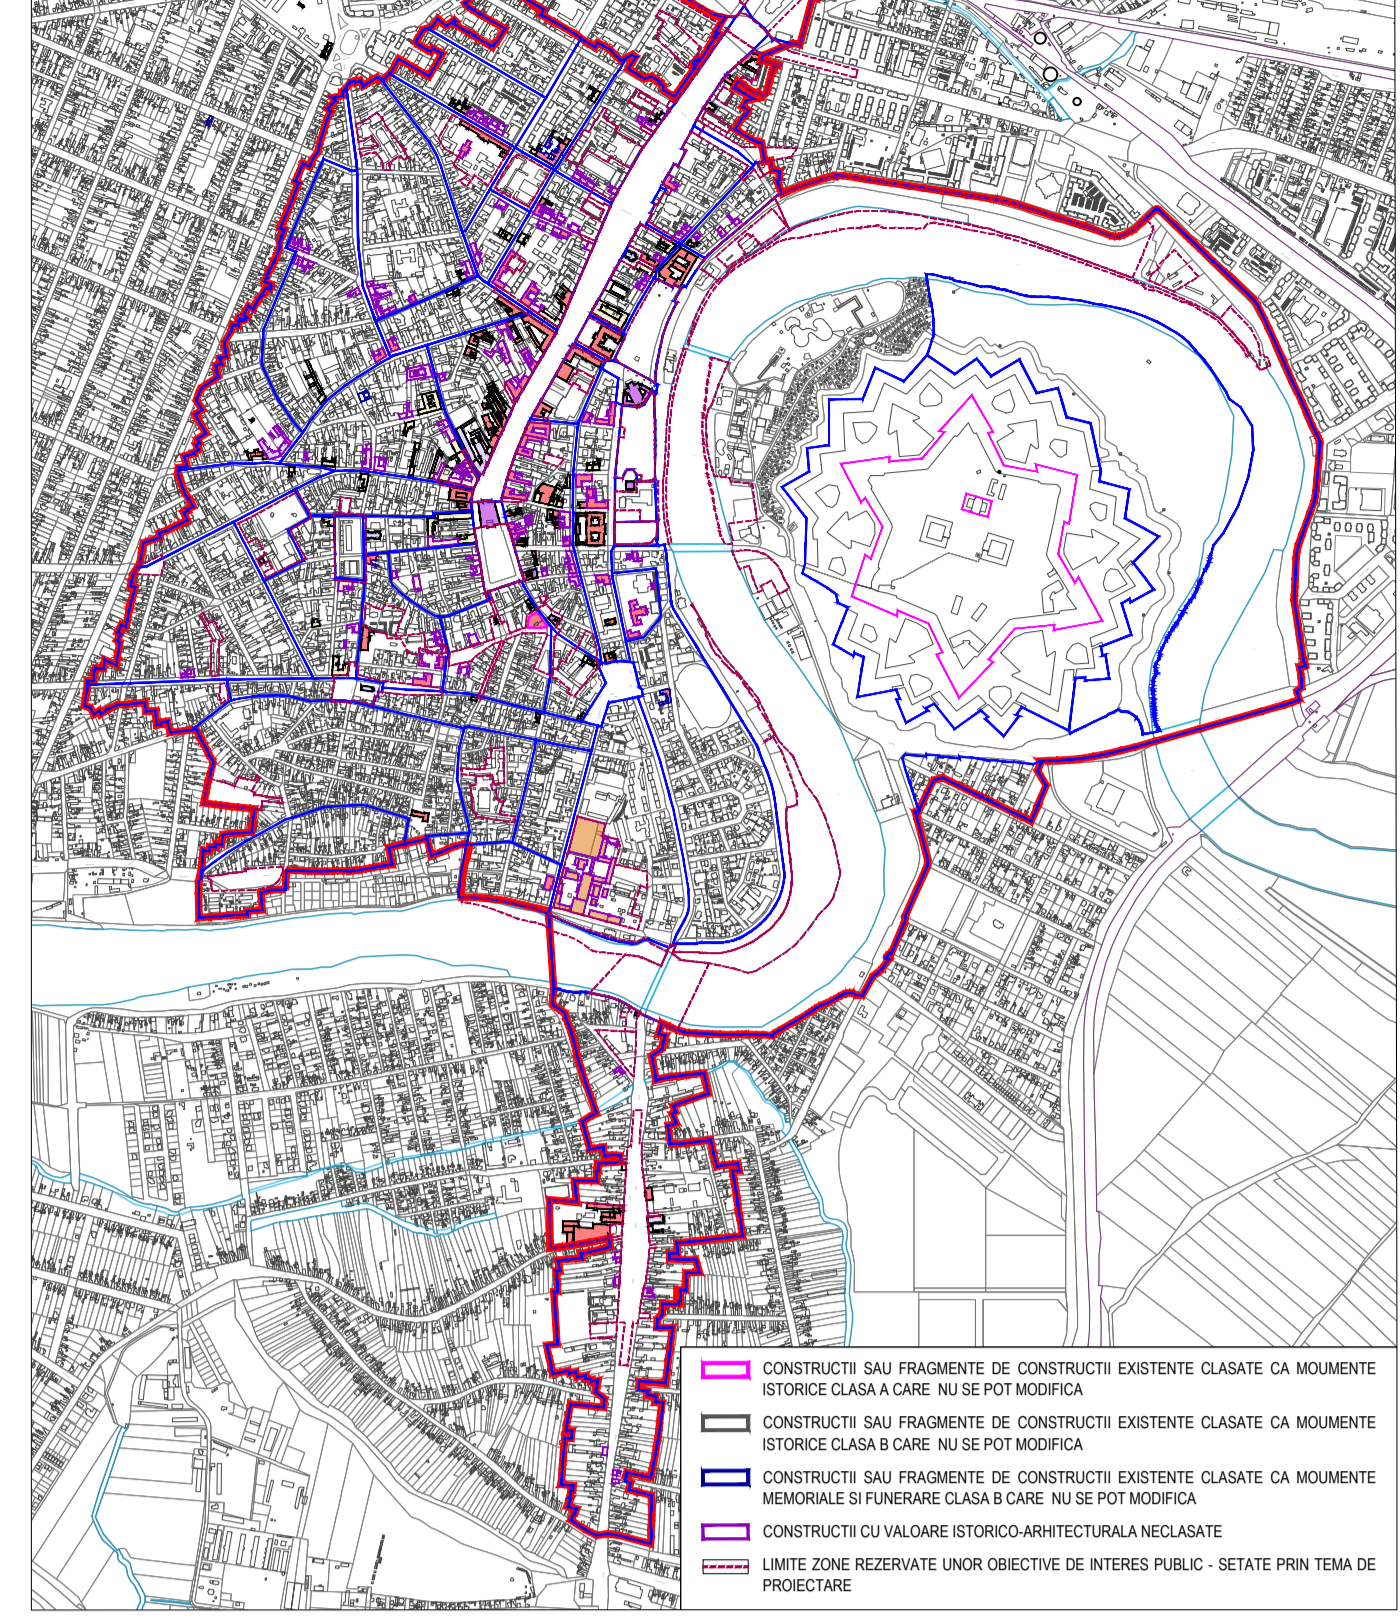 CONSTRUCTII SAU FRAGMENTE DE CONSTRUCTII EXISTENTE CLASATE CA MOUMENTE
ISTORICE CLASA A CARE NU SE POT MODIFICA
CONSTRUCTII SAU FRAGMENTE DE CONSTRUCTII EXISTENTE CLASATE CA MOUMENTE
ISTORICE CLASA B CARE NU SE POT MODIFICA
CONSTRUCTII SAU FRAGMENTE DE CONSTRUCTII EXISTENTE CLASATE CA MOUMENTE
MEMORIALE SI FUNERARE CLASA B CARE NU SE POT MODIFICA
CONSTRUCTII CU VALOARE ISTORICO-ARHITECTURALA NECLASATE
LIMITE ZONE REZERVATE UNOR OBIECTIVE DE INTERES PUBLIC - SETATE PRIN TEMA DE
PROIECTARE